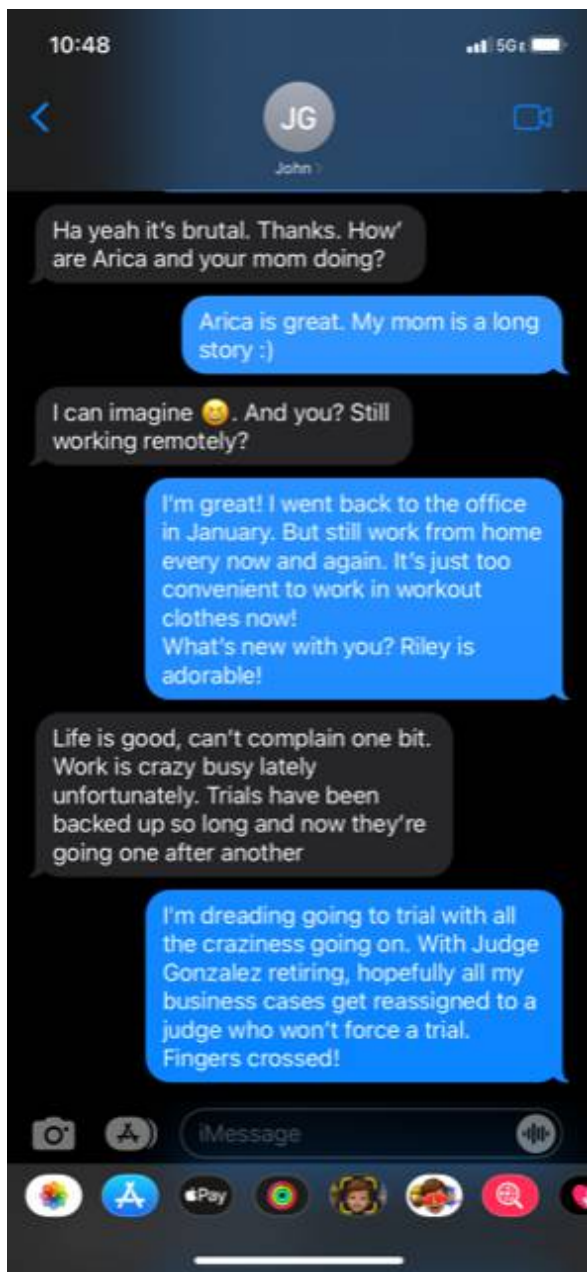 10:48
5GE
JG
John
Ha yeah it's brutal. Thanks. How'
are Arica and your mom doing?
Arica is great. My mom is a long
story :)
I can imagine 😆. And you? Still
working remotely?
I'm great! I went back to the office
in January. But still work from home
every now and again. It's just too
convenient to work in workout
clothes now!
What's new with you? Riley is
adorable!
Life is good, can't complain one bit.
Work is crazy busy lately
unfortunately. Trials have been
backed up so long and now they're
going one after another
I'm dreading going to trial with all
the craziness going on. With Judge
Gonzalez retiring, hopefully all my
business cases get reassigned to a
judge who won't force a trial.
Fingers crossed!
iMessage
Pay